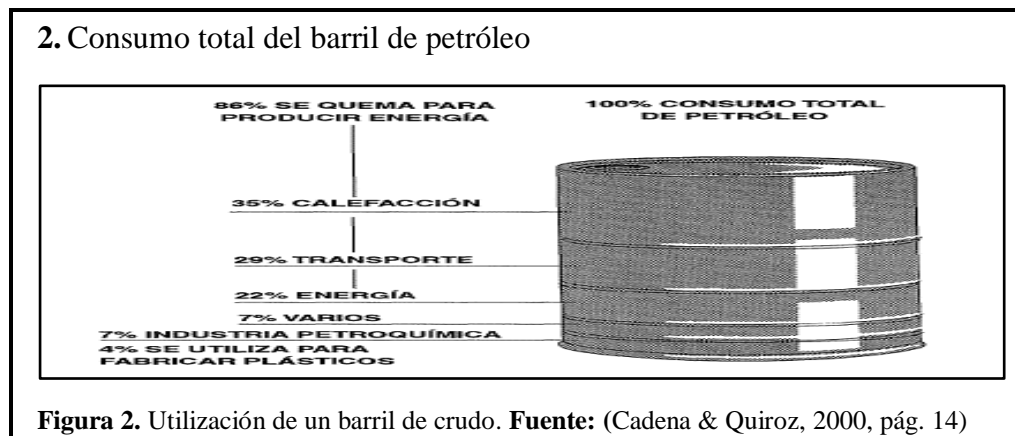 2. Consumo total del barril de petróleo
86% SE QUEMA PARA
PRODUCIR ENERGÍA
100% CONSUMO TOTAL
DE PETRÓLEO
35% CALEFACCIÓN
29% TRANSPORTE
22% ENERGÍA
7% VARIOS
7% INDUSTRIA PETROQUÍMICA
4% SE UTILIZA PARA
FABRICAR PLÁSTICOS
Figura 2. Utilización de un barril de crudo. Fuente: (Cadena & Quiroz, 2000, pág. 14)